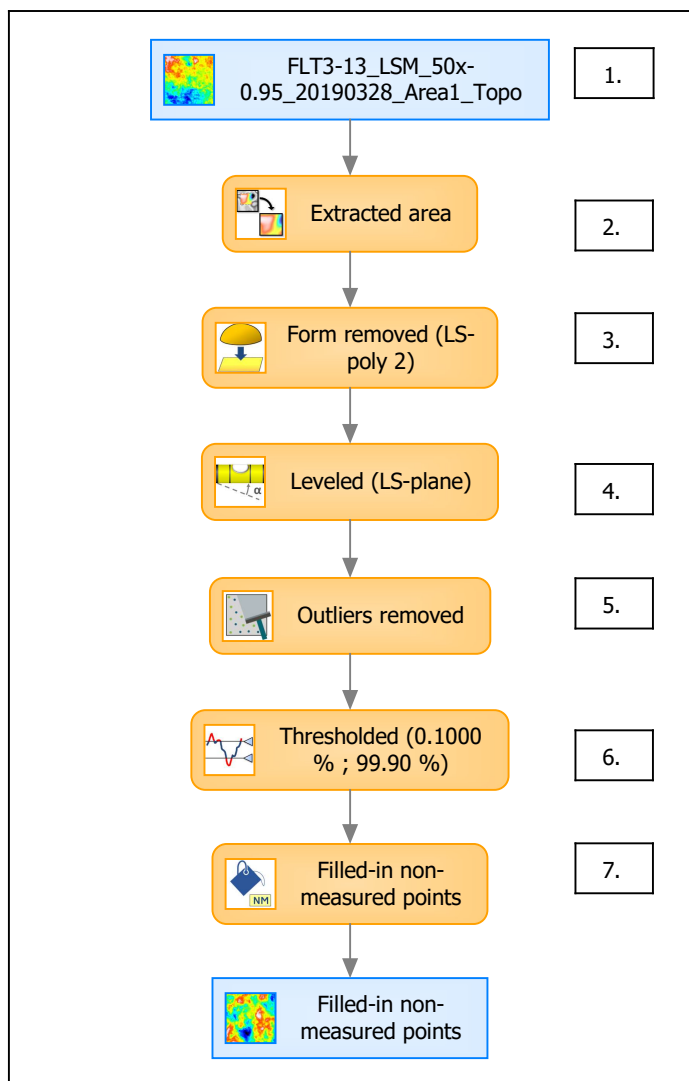 FLT3-13_LSM_50x-
0.95_20190328_Area1_Topo
1.
Extracted area
2.
Form removed (LS-
poly 2)
3.
α
Leveled (LS-plane)
4.
Outliers removed
5.
Thresholded (0.1000
% ; 99.90 %)
6.
NM
Filled-in non-
measured points
7.
Filled-in non-
measured points